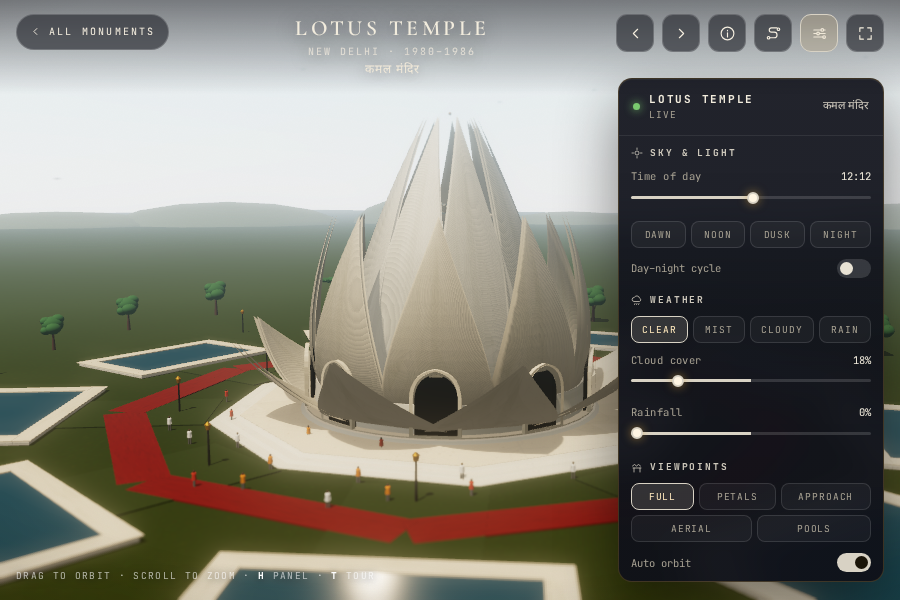 ALL MONUMENTS
LOTUS TEMPLE
NEW DELHI · 1980–1986
कमल मंदिर
LOTUS TEMPLE
LIVE
कमल मंदिर
SKY & LIGHT
Time of day 12:12
DAWN NOON DUSK NIGHT
Day–night cycle
WEATHER
CLEAR MIST CLOUDY RAIN
Cloud cover 18%
Rainfall 0%
VIEWPOINTS
FULL PETALS APPROACH
AERIAL POOLS
Auto orbit
DRAG TO ORBIT · SCROLL TO ZOOM · H PANEL · T TOUR